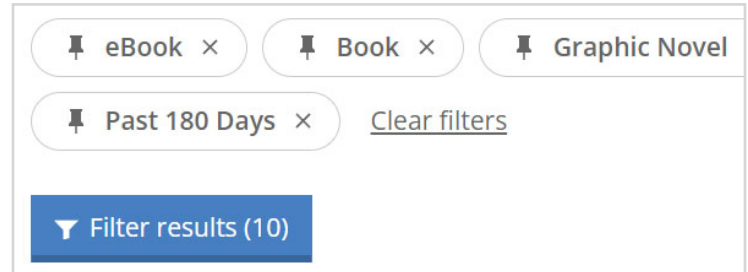 eBook × Book × Graphic Novel
Past 180 Days × Clear filters
Filter results (10)